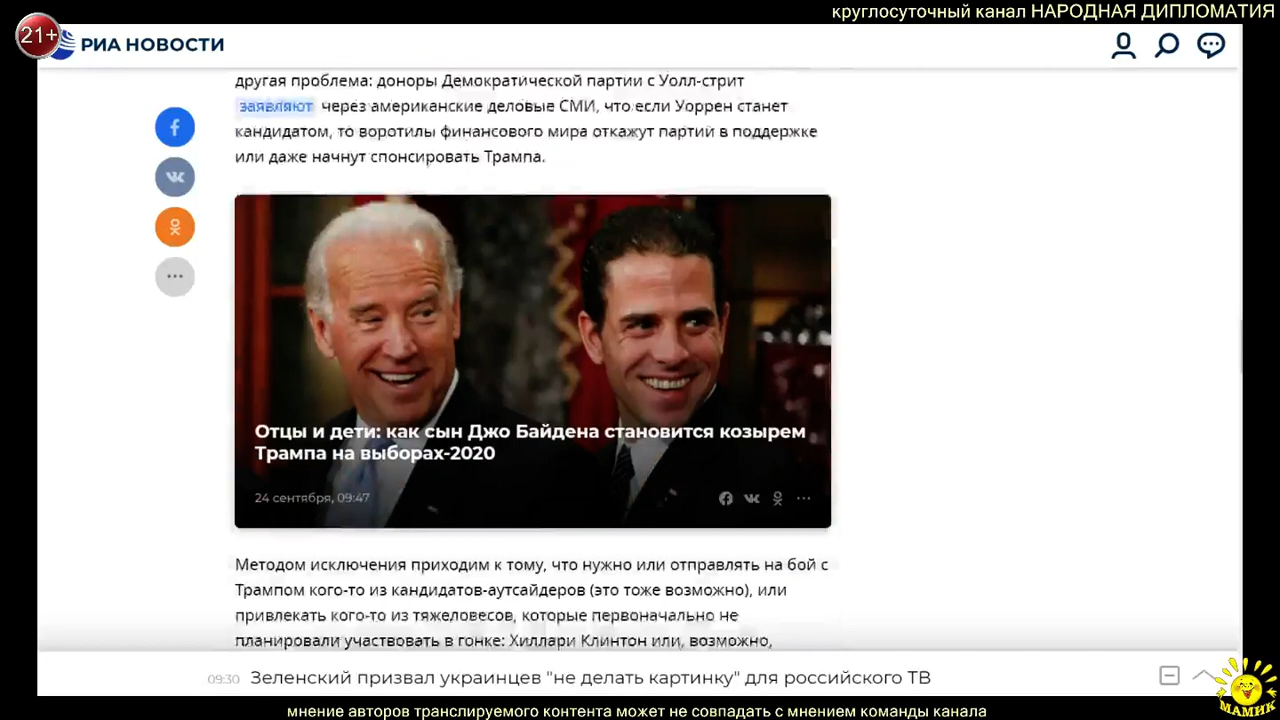 круглосуточный канал НАРОДНАЯ ДИПЛОМАТИЯ
21+
РИА НОВОСТИ
другая проблема: доноры Демократической партии с Уолл-стрит
заявляют через американские деловые СМИ, что если Уоррен станет
кандидатом, то воротилы финансового мира откажут партии в поддержке
или даже начнут спонсировать Трампа.
Отцы и дети: как сын Джо Байдена становится козырем
Трампа на выборах-2020
24 сентября, 09:47
Методом исключения приходим к тому, что нужно или отправлять на бой с
Трампом кого-то из кандидатов-аутсайдеров (это тоже возможно), или
привлекать кого-то из тяжеловесов, которые первоначально не
планировали участвовать в гонке: Хиллари Клинтон или, возможно,
09:30 Зеленский призвал украинцев "не делать картинку" для российского ТВ
МАМИК
мнение авторов транслируемого контента может не совпадать с мнением команды канала